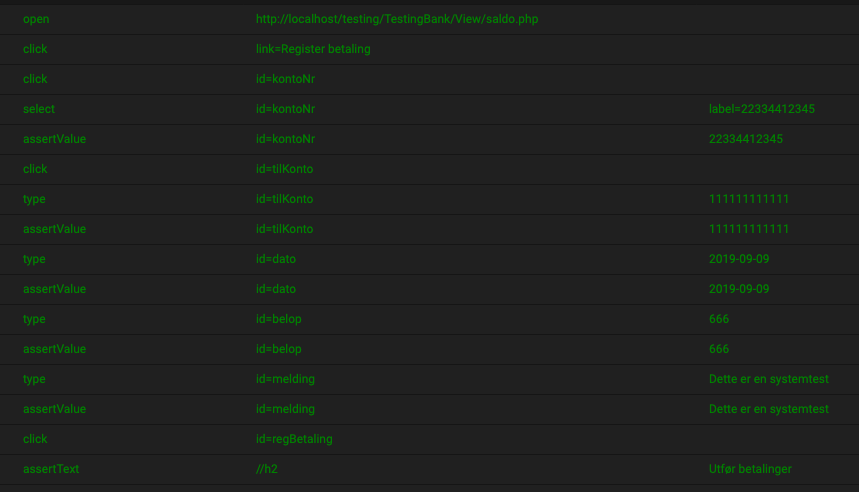 open http://localhost/testing/TestingBank/View/saldo.php
click link=Register betaling
click id=kontoNr
select id=kontoNr label=22334412345
assertValue id=kontoNr 22334412345
click id=tilKonto
type id=tilKonto 111111111111
assertValue id=tilKonto 111111111111
type id=dato 2019-09-09
assertValue id=dato 2019-09-09
type id=belop 666
assertValue id=belop 666
type id=melding Dette er en systemtest
assertValue id=melding Dette er en systemtest
click id=regBetaling
assertText //h2 Utfør betalinger